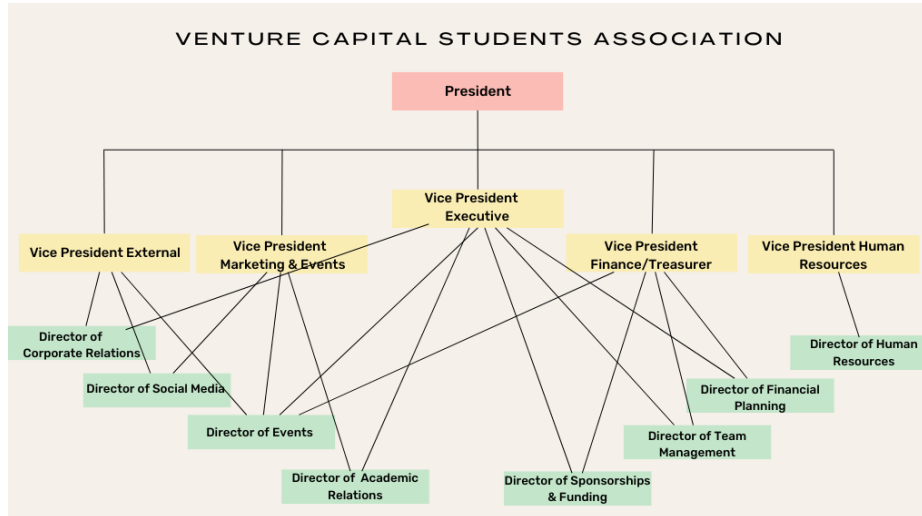 VENTURE CAPITAL STUDENTS ASSOCIATION
President
Vice President
Executive
Vice President External
Vice President
Marketing & Events
Vice President
Finance/Treasurer
Vice President Human
Resources
Director of
Corporate Relations
Director of Human
Resources
Director of Social Media
Director of Financial
Planning
Director of Events
Director of Team
Management
Director of Academic
Relations
Director of Sponsorships
& Funding